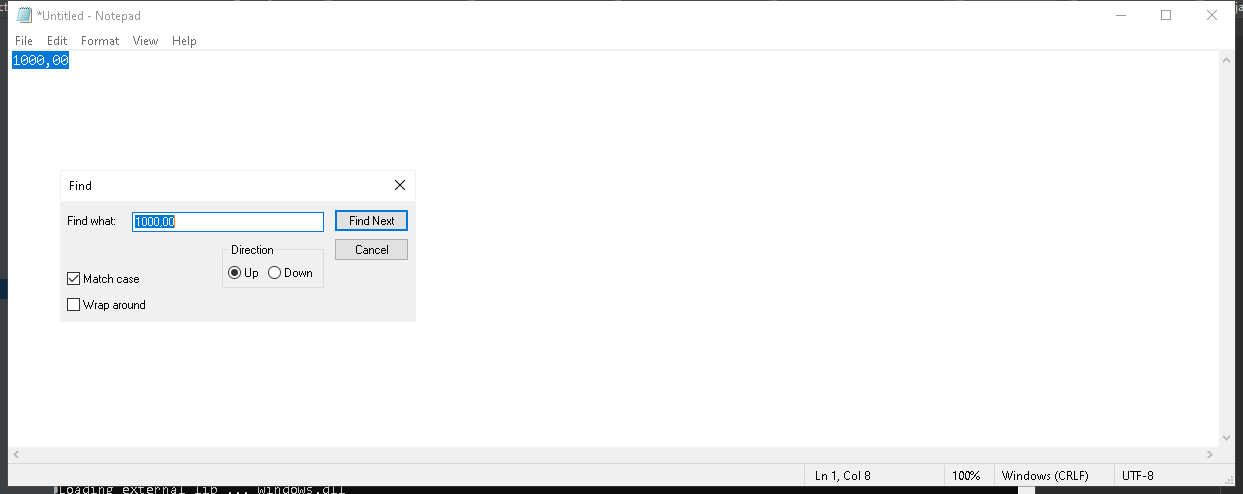 *Untitled - Notepad
File Edit Format View Help
1000,00
Find
Find what: 1000,00 Find Next
Direction Cancel
Up Down
Match case
Wrap around
Ln 1, Col 8 100% Windows (CRLF) UTF-8
Loading external lib ... windows.dll